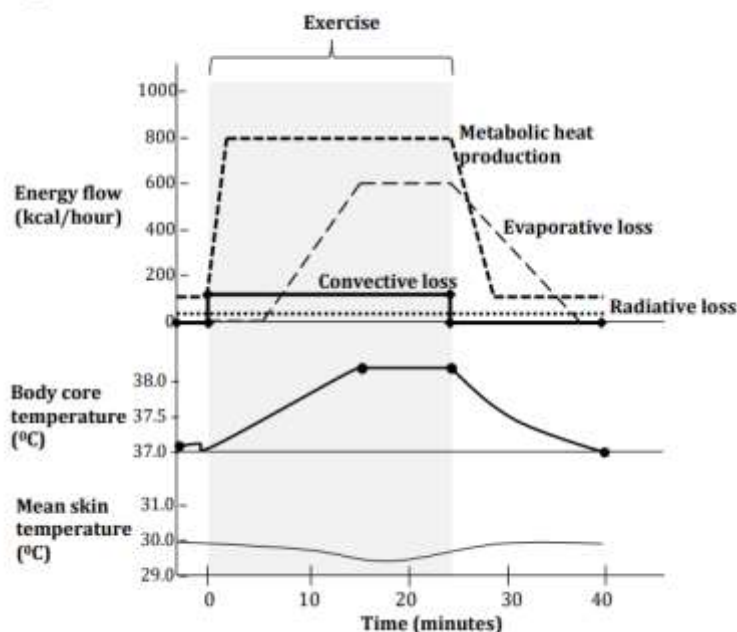 Exercise
1000
800
600
400
200
0
Energy flow
(kcal/hour)
Metabolic heat
production
Evaporative loss
Convective loss
Radiative loss
38.0
37.5
37.0
Body core
temperature
(⁰C)
31.0
30.0
29.0
Mean skin
temperature
(⁰C)
0 10 20 30 40
Time (minutes)